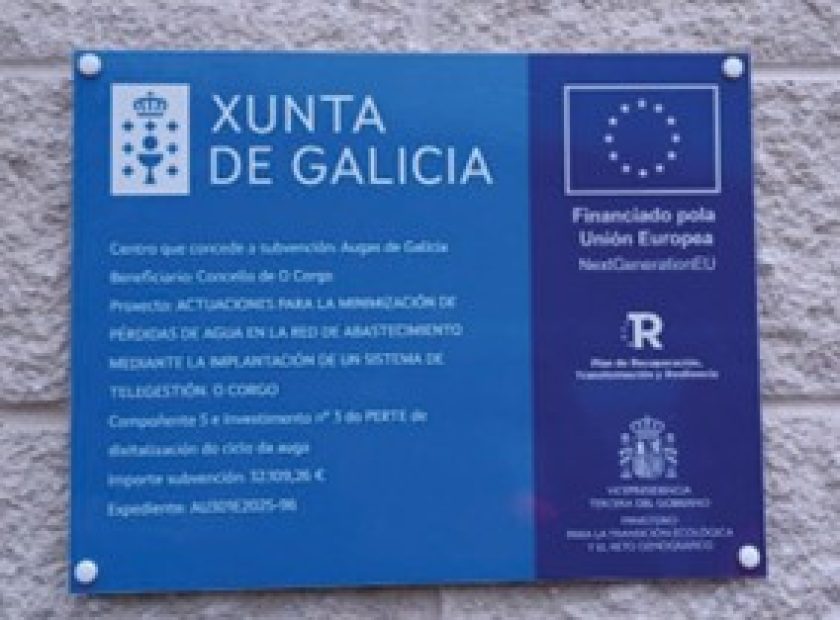 XUNTA
DE GALICIA
Centro que concede a subvención: Augas de Galicia
Beneficiario: Concello de O Corgo
Proxecto: ACTUACIONES PARA LA MINIMIZACIÓN DE
PÉRDIDAS DE AGUA EN LA RED DE ABASTECIMIENTO
MEDIANTE LA IMPLANTACIÓN DE UN SISTEMA DE
TELEGESTIÓN. O CORGO
Compoñente 5 e investimento nº 3 do PERTE de
dixitalización do ciclo da auga
Importe subvención: 32.109,26 €
Expediente:
Financiado pola
Unión Europea
NextGenerationEU
R
Plan de Recuperación,
Transformación y Resiliencia
VICEPRESIDENCIA
TERCERA DEL GOBIERNO
MINISTERIO
PARA LA TRANSICIÓN ECOLÓGICA
Y EL RETO DEMOGRÁFICO